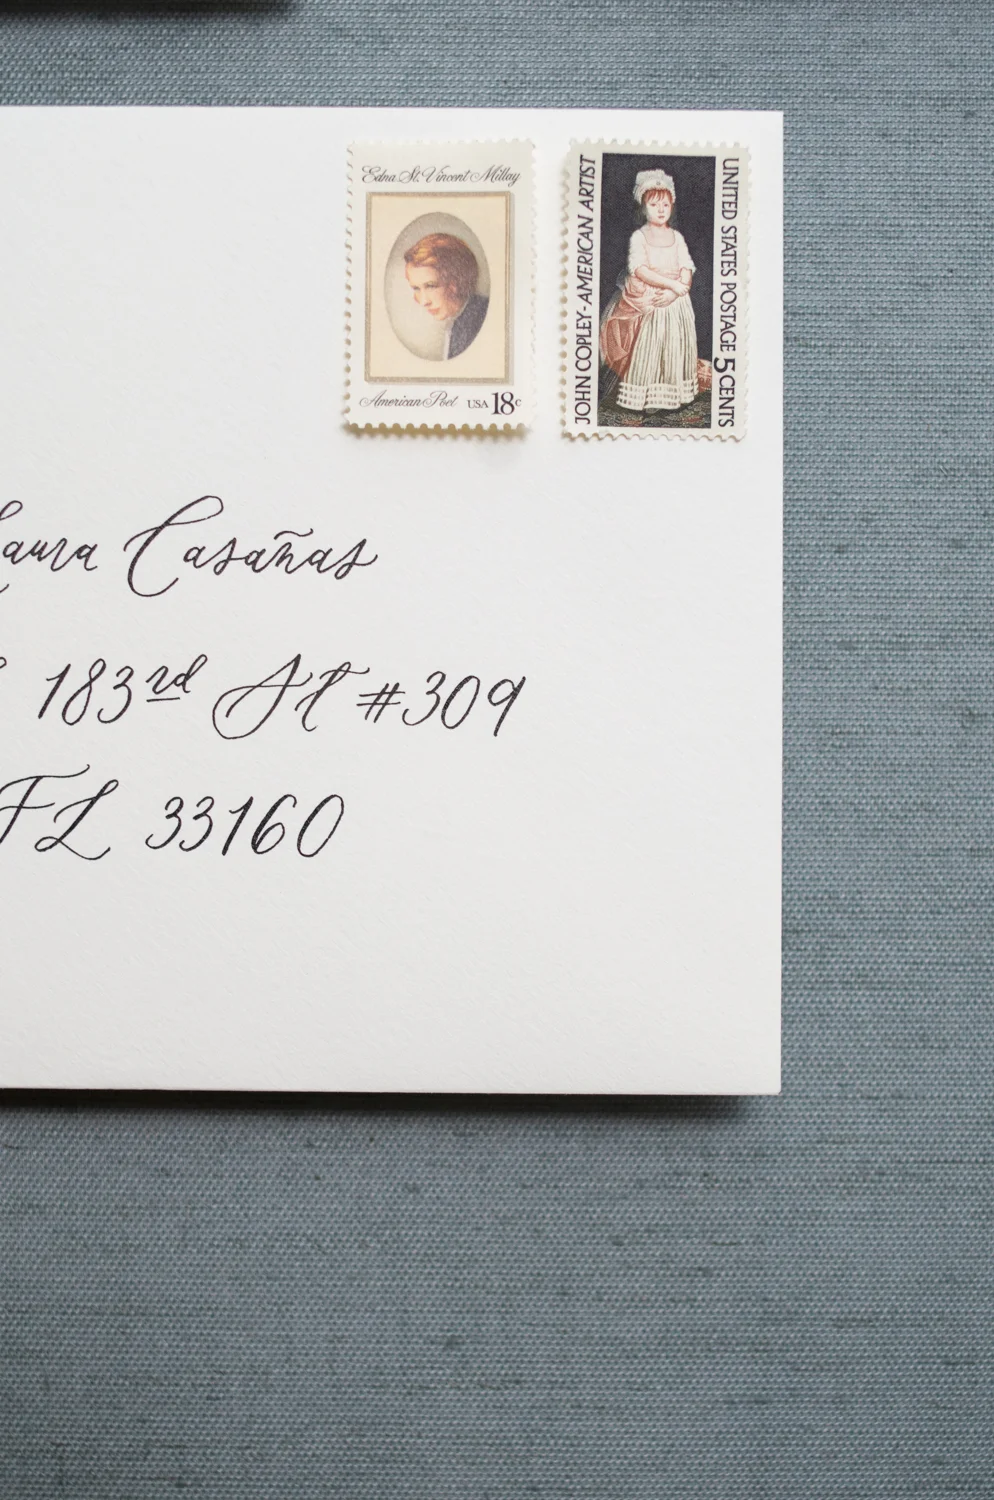 Edna St. Vincent Millay
American Poet USA 18c
JOHN COPLEY-AMERICAN ARTIST
UNITED STATES POSTAGE 5 CENTS
Laura Casañas
183rd St #309
FL 33160